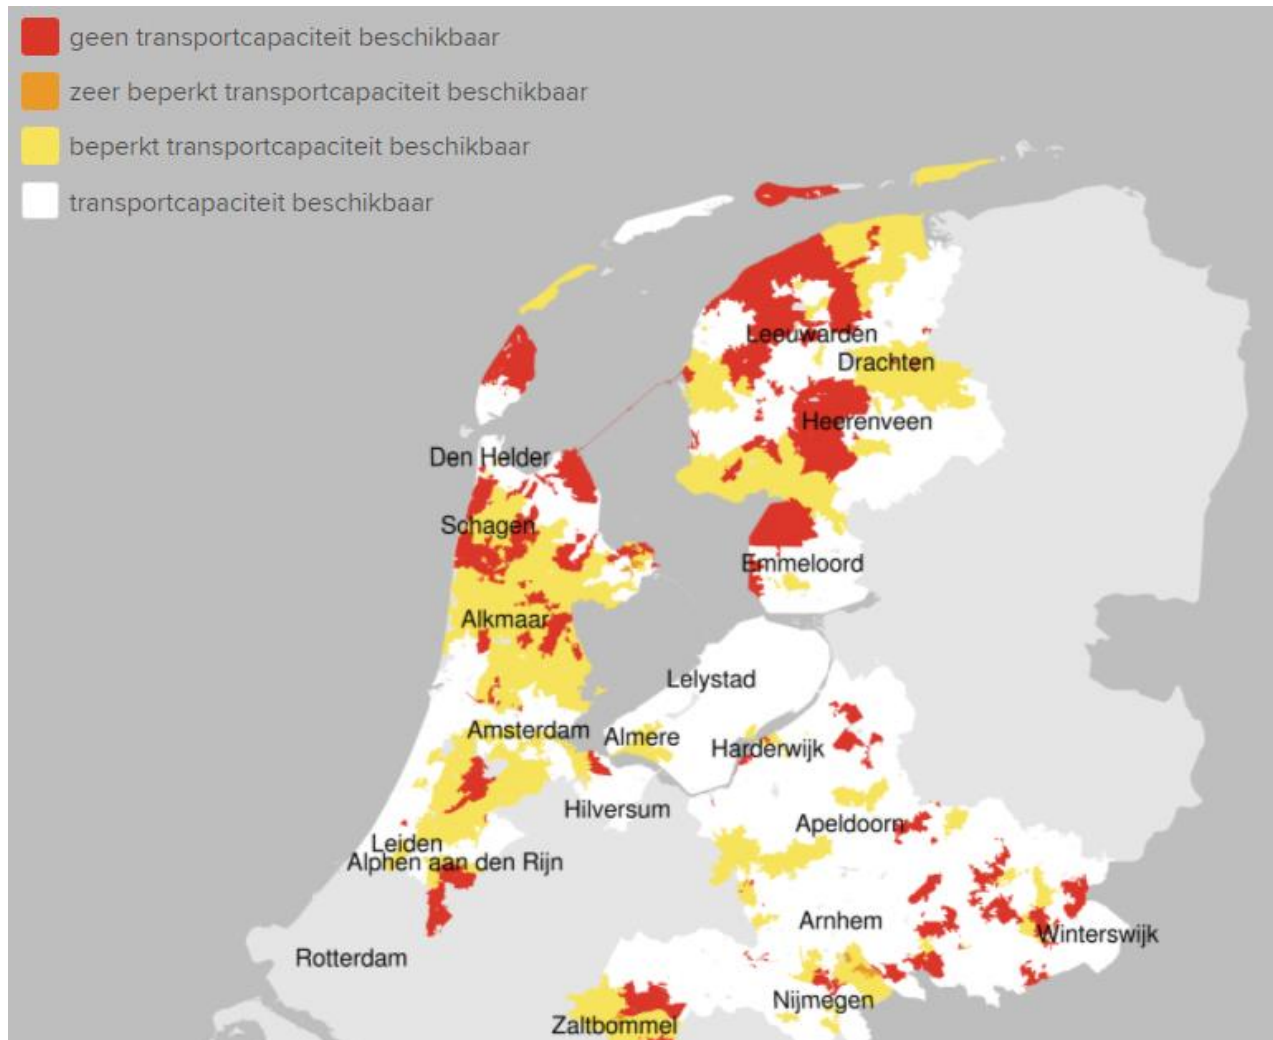 geen transportcapaciteit beschikbaar
zeer beperkt transportcapaciteit beschikbaar
beperkt transportcapaciteit beschikbaar
transportcapaciteit beschikbaar
Leeuwarden
Drachten
Heerenveen
Den Helder
Schagen
Emmeloord
Alkmaar
Lelystad
Amsterdam
Almere
Harderwijk
Hilversum
Apeldoorn
Leiden
Alphen aan den Rijn
Arnhem
Winterswijk
Rotterdam
Nijmegen
Zaltbommel